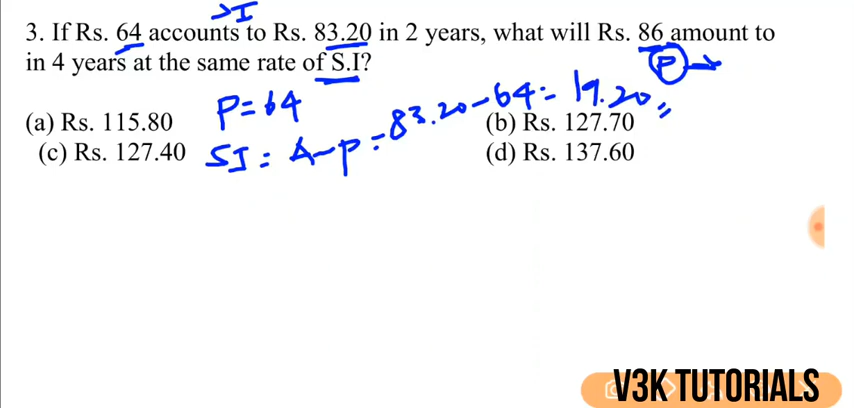 >I
3. If Rs. 64 accounts to Rs. 83.20 in 2 years, what will Rs. 86 amount to
in 4 years at the same rate of S.I?
P
P = 64
(a) Rs. 115.80
(b) Rs. 127.70
SI = A - P = 83.20 - 64 = 19.20
(c) Rs. 127.40
(d) Rs. 137.60
V3K TUTORIALS